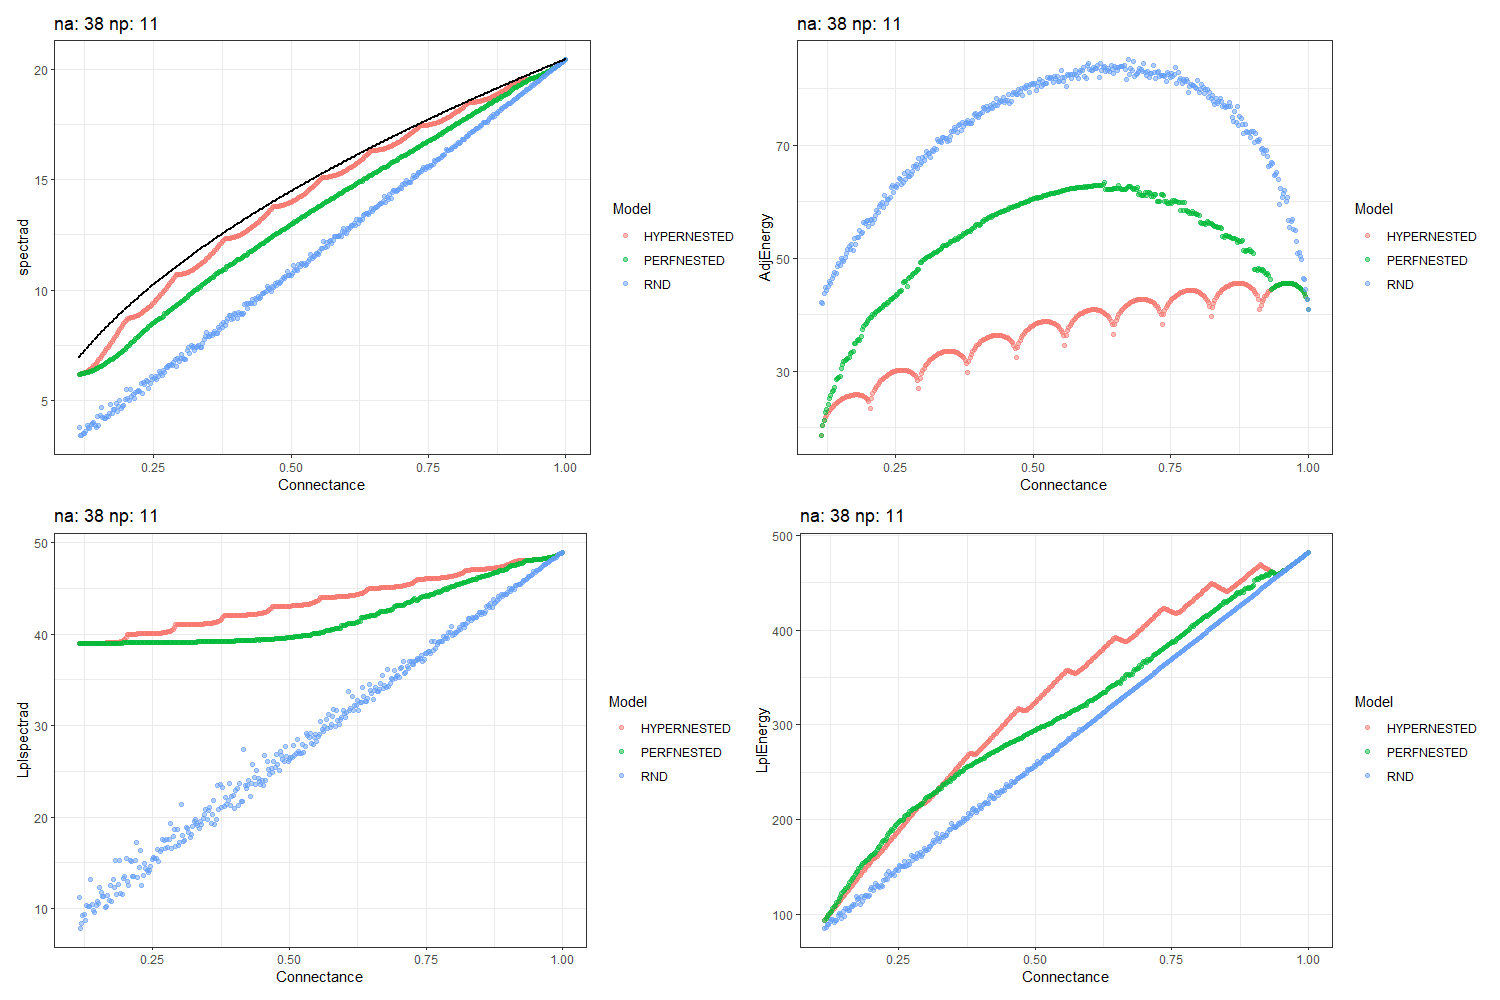 na: 38 np: 11
spectrad
20
15
10
5
0.25 0.50 0.75 1.00
Connectance
Model
HYPERNESTED
PERFNESTED
RND
na: 38 np: 11
AdjEnergy
70
50
30
0.25 0.50 0.75 1.00
Connectance
Model
HYPERNESTED
PERFNESTED
RND
na: 38 np: 11
Lplspectrad
50
40
30
20
10
0.25 0.50 0.75 1.00
Connectance
Model
HYPERNESTED
PERFNESTED
RND
na: 38 np: 11
LplEnergy
500
400
300
200
100
0.25 0.50 0.75 1.00
Connectance
Model
HYPERNESTED
PERFNESTED
RND